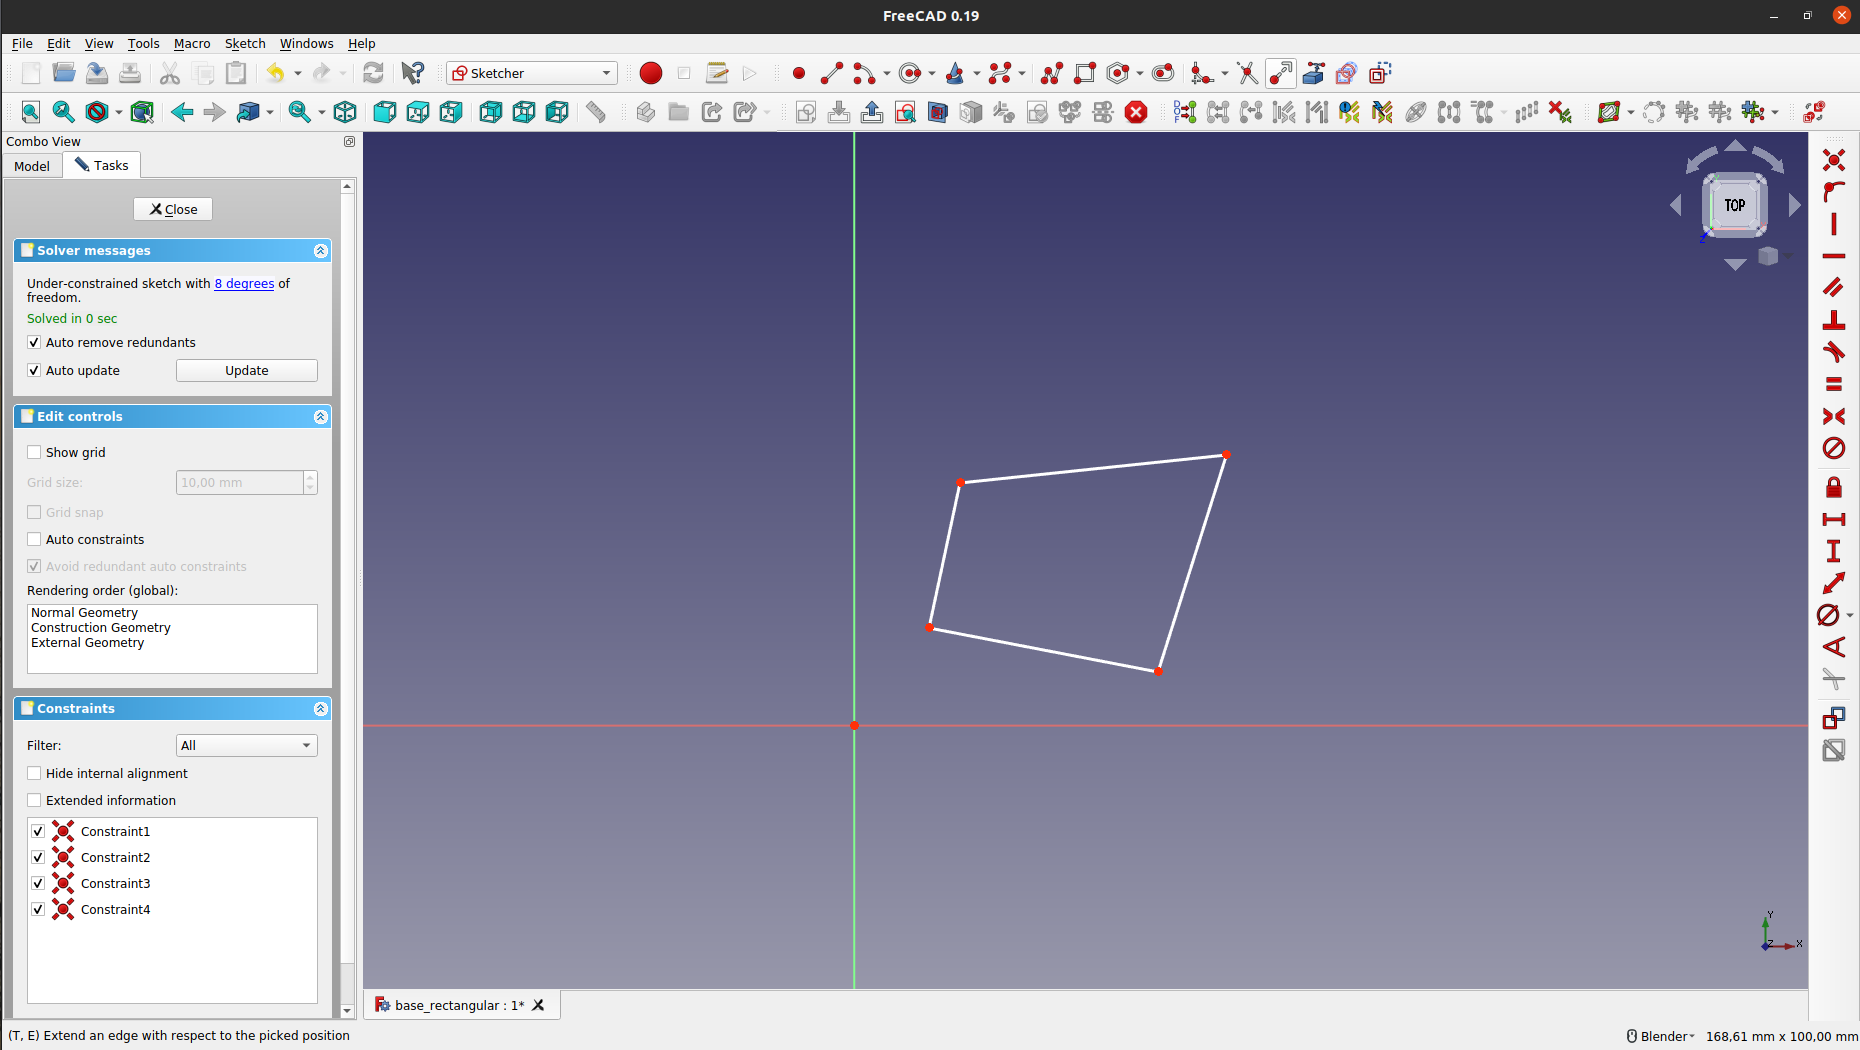 FreeCAD 0.19
File Edit View Tools Macro Sketch Windows Help
Sketcher
Combo View
Model Tasks
Close
Solver messages
Under-constrained sketch with 8 degrees of
freedom.
Solved in 0 sec
Auto remove redundants
Auto update Update
Edit controls
Show grid
Grid size: 10,00 mm
Grid snap
Auto constraints
Avoid redundant auto constraints
Rendering order (global):
Normal Geometry
Construction Geometry
External Geometry
Constraints
Filter: All
Hide internal alignment
Extended information
Constraint1
Constraint2
Constraint3
Constraint4
TOP
Z
Y
Z X
base_rectangular : 1*
(T, E) Extend an edge with respect to the picked position
Blender 168,61 mm x 100,00 mm